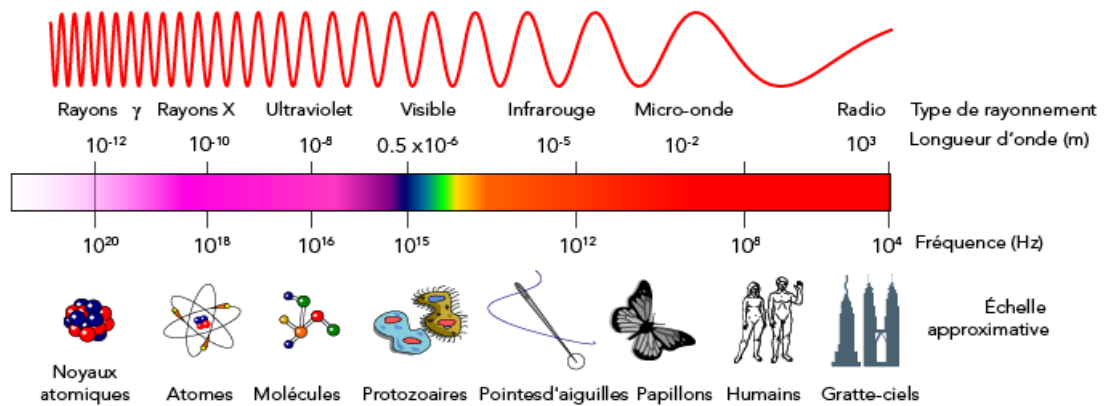 Rayons γ Rayons X Ultraviolet Visible Infrarouge Micro-onde Radio Type de rayonnement
10⁻¹² 10⁻¹⁰ 10⁻⁸ 0.5 x10⁻⁶ 10⁻⁵ 10⁻² 10³ Longueur d'onde (m)
10²⁰ 10¹⁸ 10¹⁶ 10¹⁵ 10¹² 10⁸ 10⁴ Fréquence (Hz)
Échelle
approximative
Noyaux
atomiques Atomes Molécules Protozoaires Pointesd'aiguilles Papillons Humains Gratte-ciels